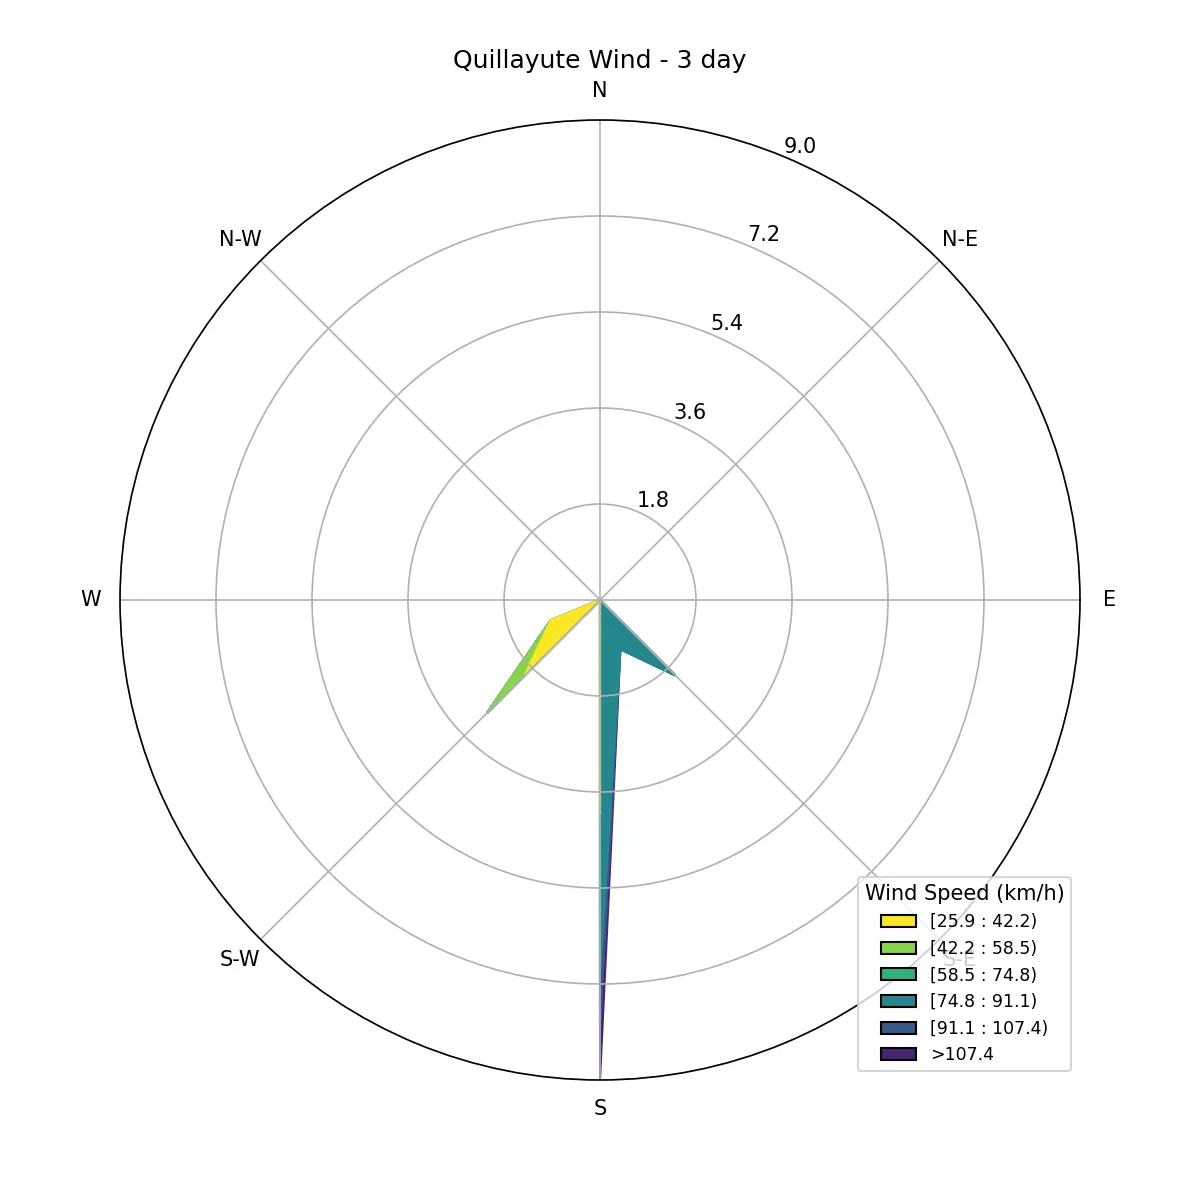 Quillayute Wind - 3 day
N
9.0
N-W
N-E
7.2
5.4
3.6
1.8
W
E
S-W
S-E
S
Wind Speed (km/h)
[25.9 : 42.2)
[42.2 : 58.5)
[58.5 : 74.8)
[74.8 : 91.1)
[91.1 : 107.4)
>107.4